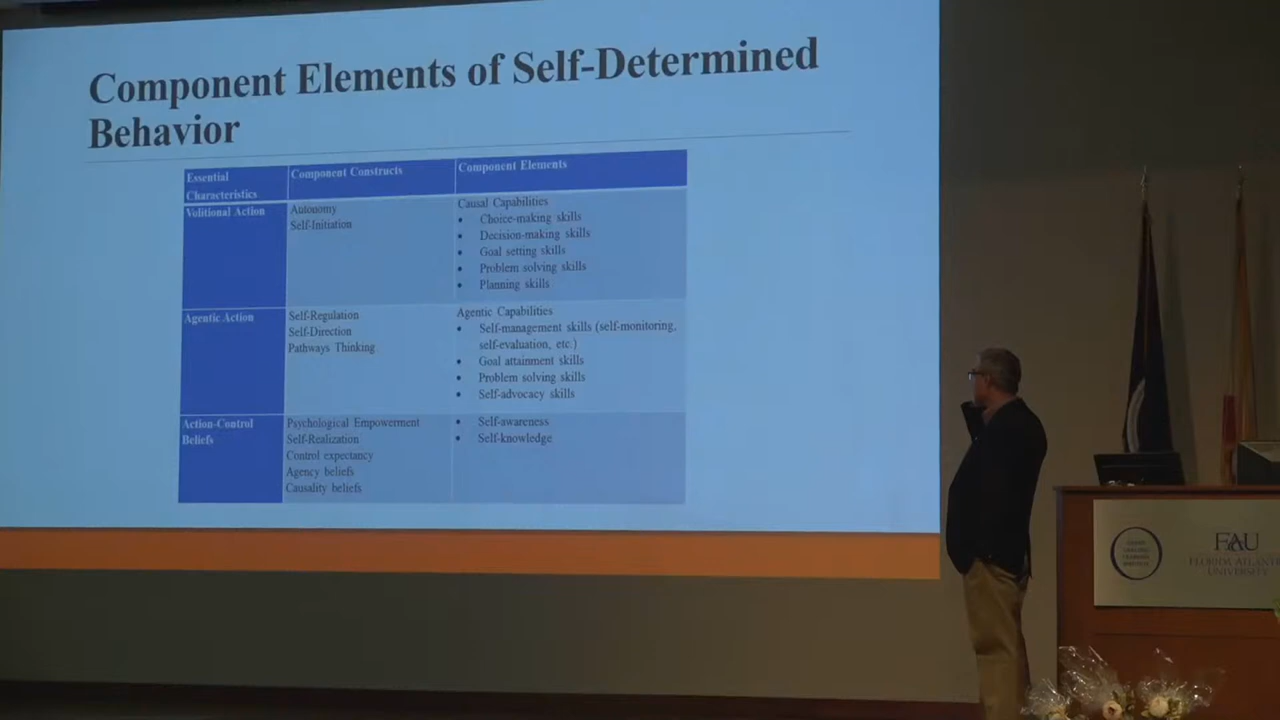 Component Elements of Self-Determined
Behavior
Essential
Characteristics
Component Constructs
Component Elements
Volitional Action
Autonomy
Self-Initiation
Causal Capabilities
• Choice-making skills
• Decision-making skills
• Goal setting skills
• Problem solving skills
• Planning skills
Agentic Action
Self-Regulation
Self-Direction
Pathways Thinking
Agentic Capabilities
• Self-management skills (self-monitoring,
self-evaluation, etc.)
• Goal attainment skills
• Problem solving skills
• Self-advocacy skills
Action-Control
Beliefs
Psychological Empowerment
Self-Realization
Control expectancy
Agency beliefs
Causality beliefs
• Self-awareness
• Self-knowledge
FAU
FLORIDA ATLANTIC
UNIVERSITY